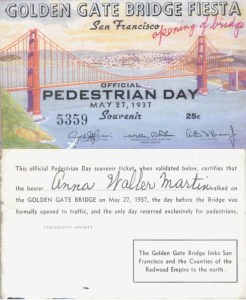 GOLDEN GATE BRIDGE FIESTA
San Francisco
opening of bridge
OFFICIAL
PEDESTRIAN DAY
MAY 27, 1937
5359
Souvenir
25c
This official Pedestrian Day souvenir ticket, when validated below, certifies that
the bearer Anna Walter Martin walked on
the GOLDEN GATE BRIDGE on May 27, 1937, the day before the Bridge was
formally opened to traffic, and the only day reserved exclusively for pedestrians.
The Golden Gate Bridge links San
Francisco and the Counties of the
Redwood Empire to the north.